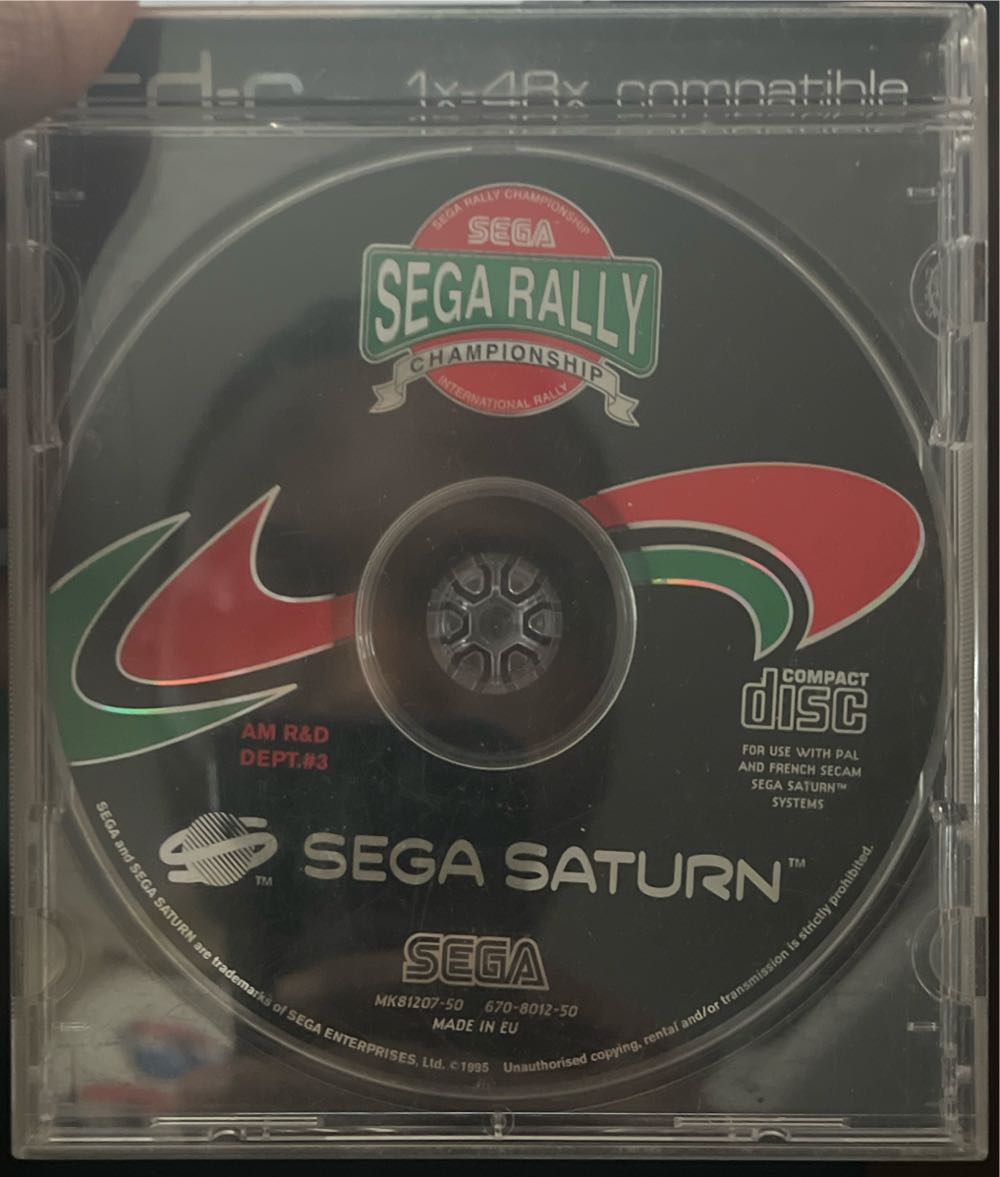 1x-48x compatible
SEGA RALLY CHAMPIONSHIP
SEGA
SEGA RALLY
CHAMPIONSHIP
INTERNATIONAL RALLY
COMPACT
disc
FOR USE WITH PAL
AND FRENCH SECAM
SEGA SATURN™
SYSTEMS
AM R&D
DEPT.#3
TM
SEGA SATURN™
SEGA
MK81207-50 670-8012-50
MADE IN EU
SEGA and SEGA SATURN are trademarks of SEGA ENTERPRISES, Ltd. ©1995 Unauthorised copying, rental and/or transmission is strictly prohibited.